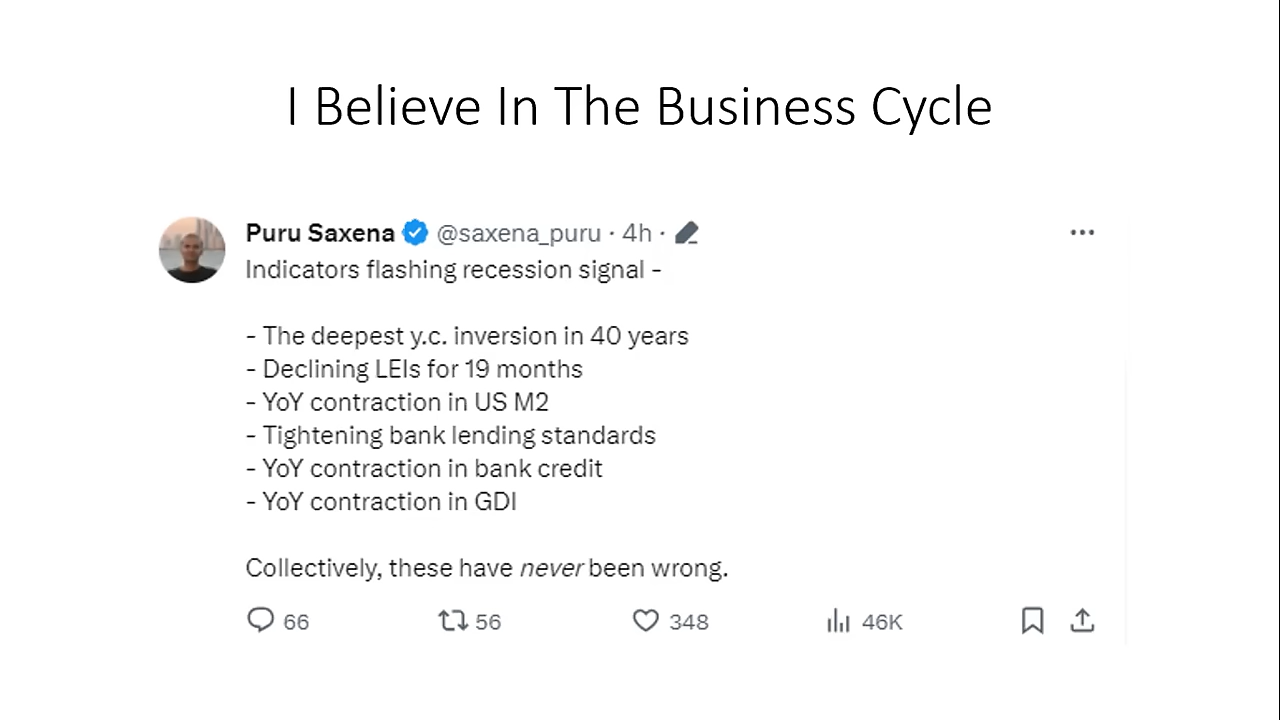 I Believe In The Business Cycle
Puru Saxena @saxena_puru · 4h ·
Indicators flashing recession signal -
- The deepest y.c. inversion in 40 years
- Declining LEIs for 19 months
- YoY contraction in US M2
- Tightening bank lending standards
- YoY contraction in bank credit
- YoY contraction in GDI
Collectively, these have never been wrong.
66 56 348 46K